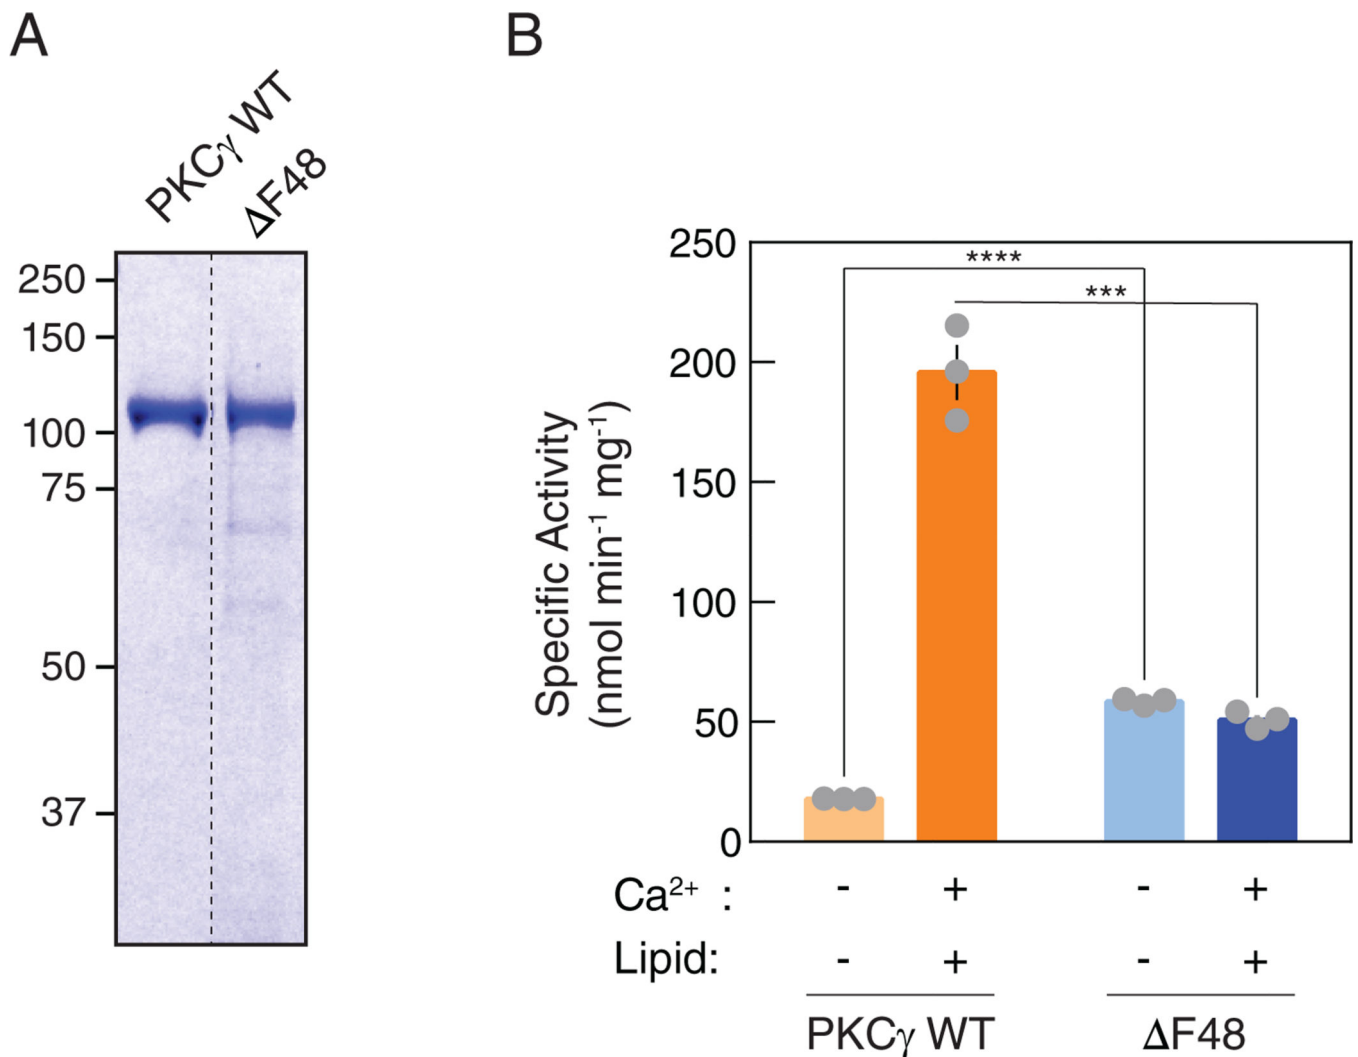 A
B
PKCγ WT
ΔF48
250
150
100
75
50
37
Specific Activity
(nmol min⁻¹ mg⁻¹)
250
200
150
100
50
0
****
***
Ca²⁺ : - + - +
Lipid: - + - +
PKCγ WT ΔF48